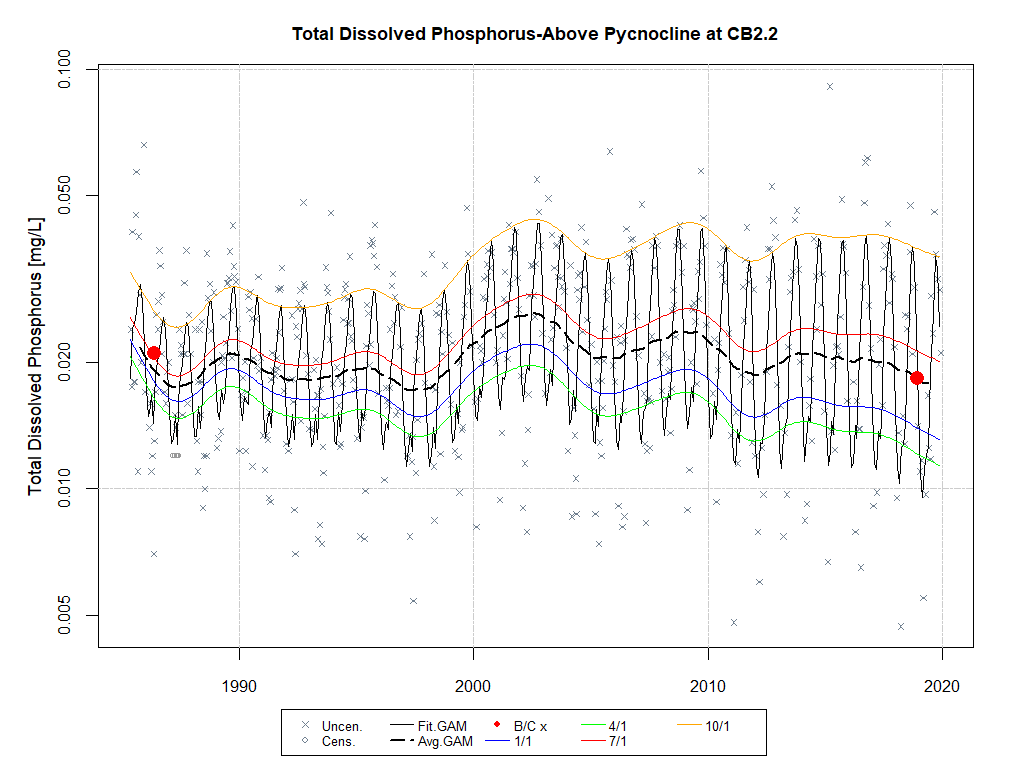 Total Dissolved Phosphorus-Above Pycnocline at CB2.2
Total Dissolved Phosphorus [mg/L]
0.100
0.050
0.020
0.010
0.005
1990 2000 2010 2020
Uncen. Fit.GAM B/C x 4/1 10/1
Cens. Avg.GAM 1/1 7/1